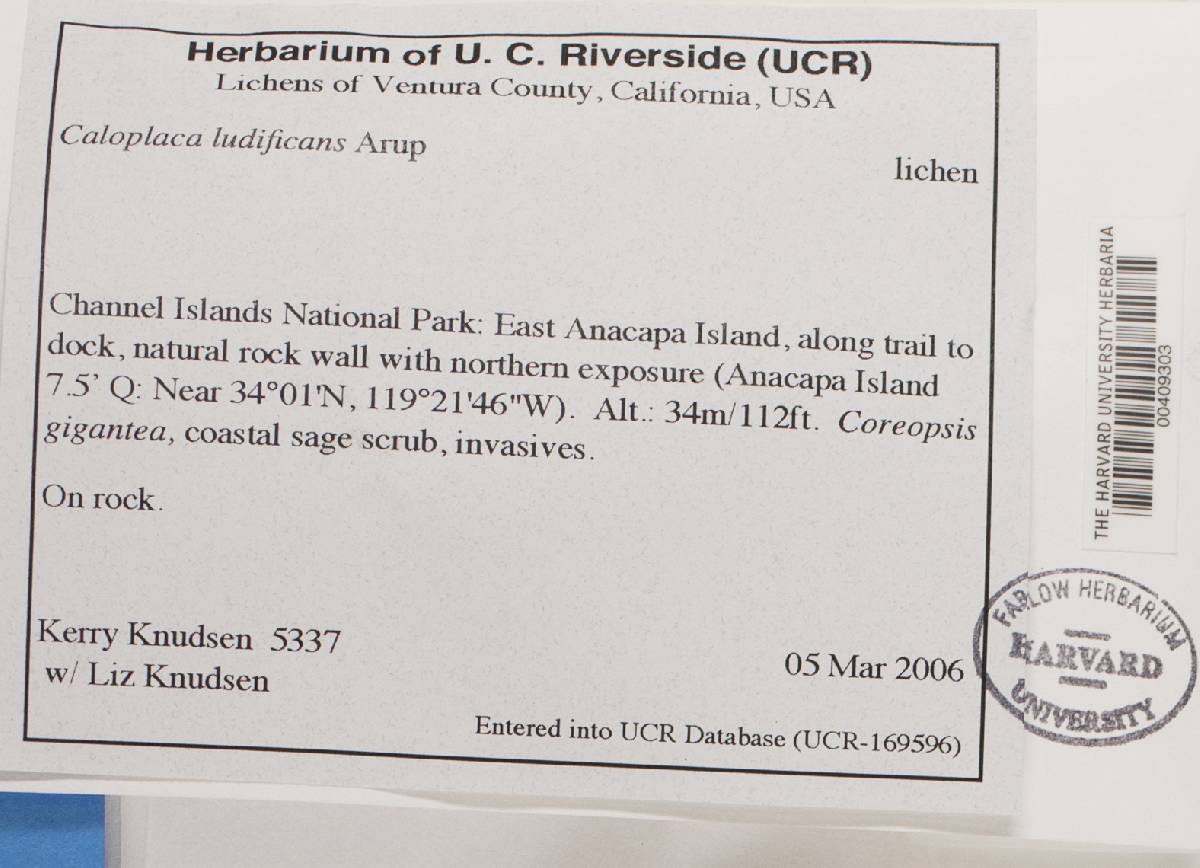 Herbarium of U. C. Riverside (UCR)
Lichens of Ventura County, California, USA
Caloplaca ludificans Arup
lichen
Channel Islands National Park: East Anacapa Island, along trail to
dock, natural rock wall with northern exposure (Anacapa Island
7.5’ Q: Near 34°01'N, 119°21'46"W).  Alt.: 34m/112ft.  Coreopsis
gigantea, coastal sage scrub, invasives.
On rock.
Kerry Knudsen  5337
w/ Liz Knudsen
05 Mar 2006
Entered into UCR Database (UCR-169596)
THE HARVARD UNIVERSITY HERBARIA
00409303
FARLOW HERBARIUM
HARVARD
UNIVERSITY